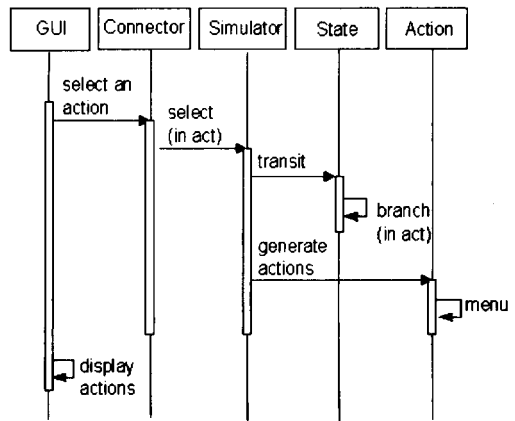 GUI
Connector
Simulator
State
Action
select an
action
select
(in act)
transit
branch
(in act)
generate
actions
menu
display
actions